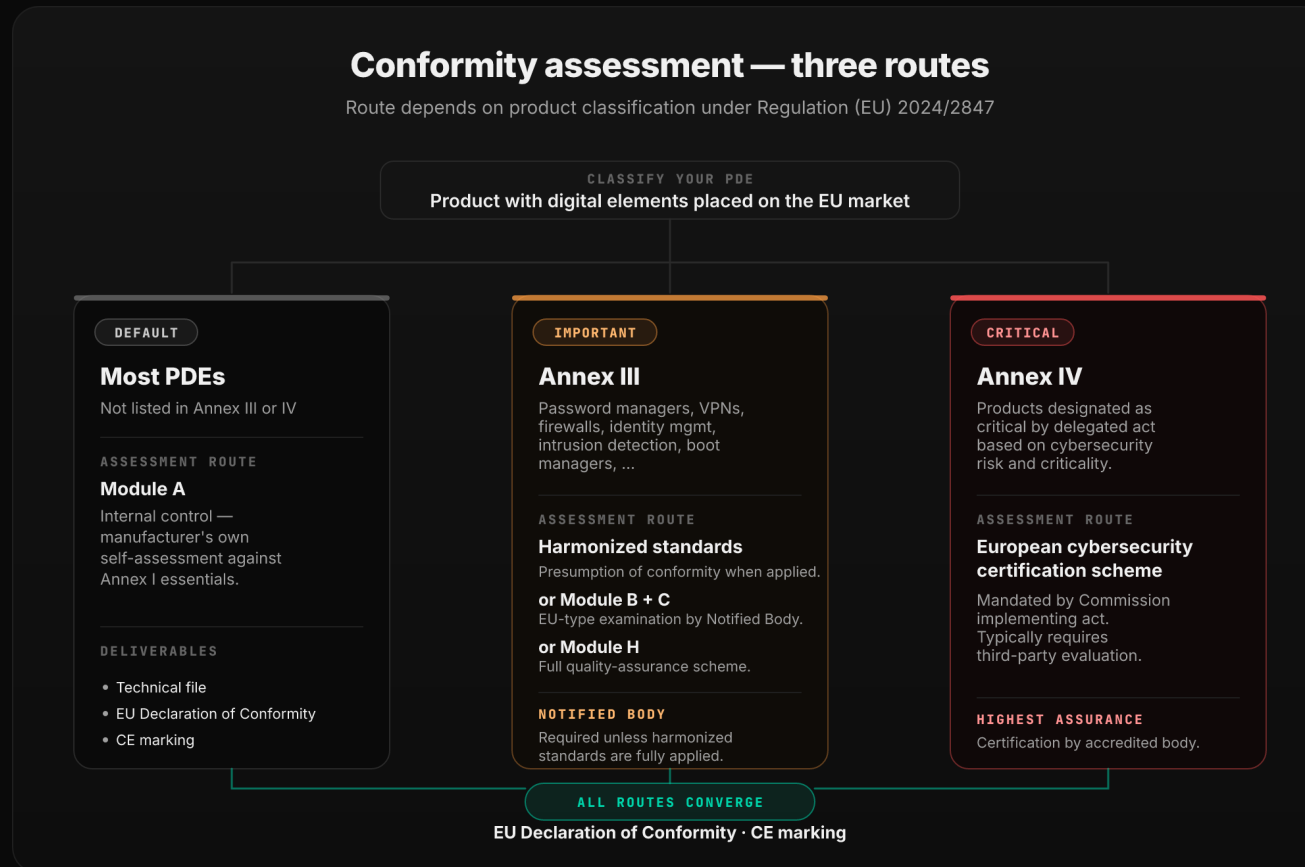 Conformity assessment — three routes
Route depends on product classification under Regulation (EU) 2024/2847
CLASSIFY YOUR PDE
Product with digital elements placed on the EU market
DEFAULT
Most PDEs
Not listed in Annex III or IV
ASSESSMENT ROUTE
Module A
Internal control —
manufacturer's own
self-assessment against
Annex I essentials.
DELIVERABLES
• Technical file
• EU Declaration of Conformity
• CE marking
IMPORTANT
Annex III
Password managers, VPNs,
firewalls, identity mgmt,
intrusion detection, boot
managers, ...
ASSESSMENT ROUTE
Harmonized standards
Presumption of conformity when applied.
or Module B + C
EU-type examination by Notified Body.
or Module H
Full quality-assurance scheme.
NOTIFIED BODY
Required unless harmonized
standards are fully applied.
CRITICAL
Annex IV
Products designated as
critical by delegated act
based on cybersecurity
risk and criticality.
ASSESSMENT ROUTE
European cybersecurity
certification scheme
Mandated by Commission
implementing act.
Typically requires
third-party evaluation.
HIGHEST ASSURANCE
Certification by accredited body.
ALL ROUTES CONVERGE
EU Declaration of Conformity · CE marking